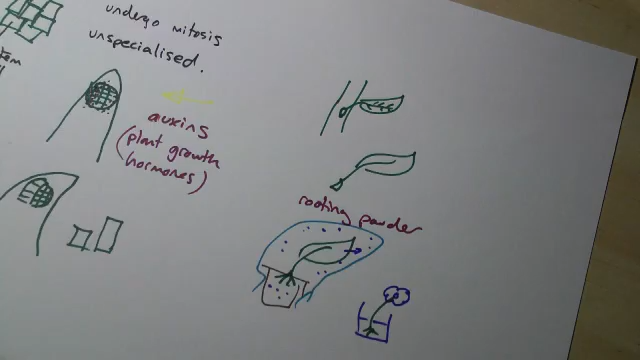 undergo mitosis
unspecialised.
auxins
(plant growth
hormones)
rooting powder